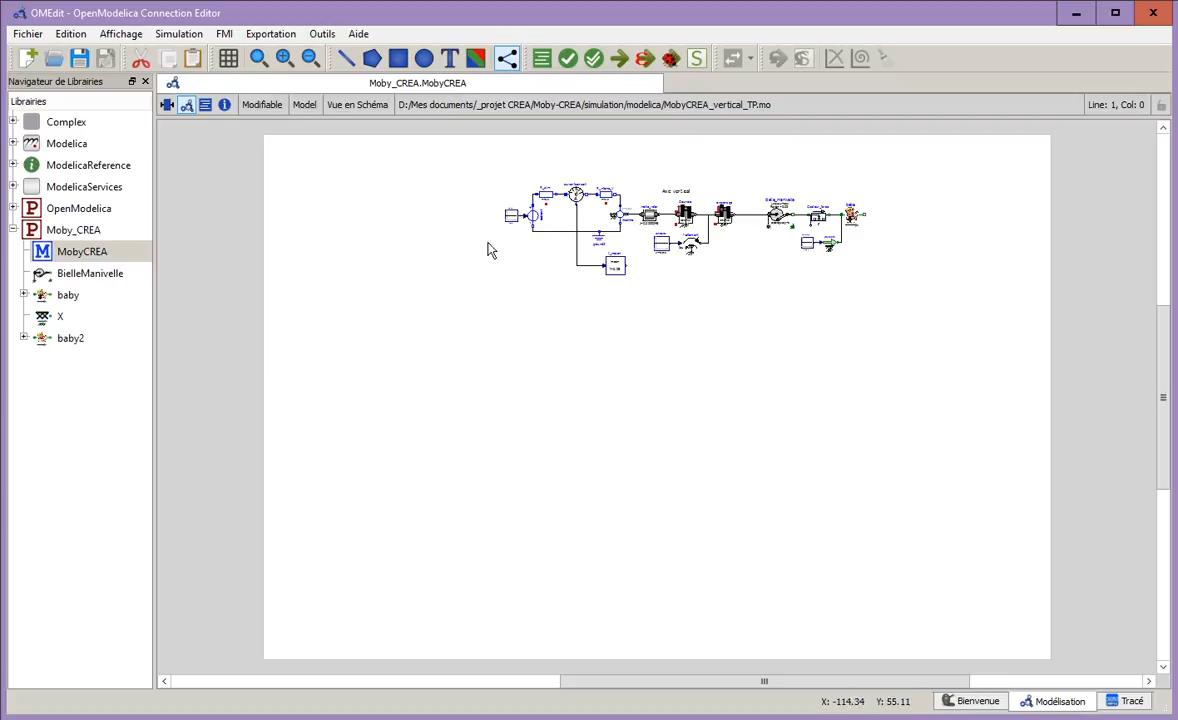 OMEdit - OpenModelica Connection Editor
Fichier Edition Affichage Simulation FMI Exportation Outils Aide
T S
Navigateur de Librairies
Moby_CREA.MobyCREA
Librairies
Modifiable Model Vue en Schéma D:/Mes documents/_projet CREA/Moby-CREA/simulation/modelica/MobyCREA_vertical_TP.mo Line: 1, Col: 0
Complex
Modelica
i ModelicaReference
ModelicaServices
P OpenModelica
P Moby_CREA
M MobyCREA
BielleManivelle
baby
X
baby2
Axe vertical
X: -114.34 Y: 55.11 Bienvenue Modélisation Tracé